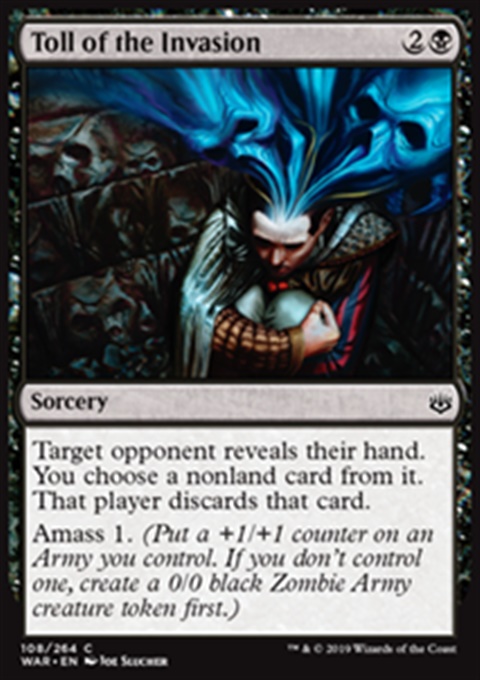 Toll of the Invasion 2
Sorcery
Target opponent reveals their hand.
You choose a nonland card from it.
That player discards that card.
Amass 1. (Put a +1/+1 counter on an
Army you control. If you don't control
one, create a 0/0 black Zombie Army
creature token first.)
108/264 C
WAR • EN Joe Slucher
™ & © 2019 Wizards of the Coast